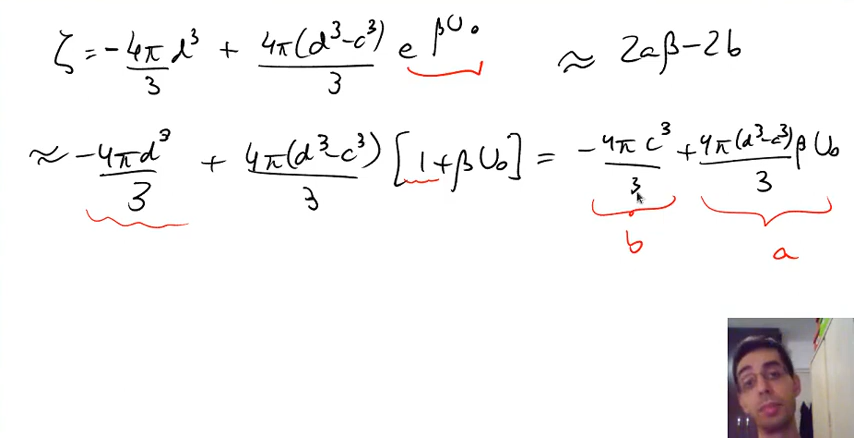 ζ = -4π/3 d³ + 4π(d³-c³)/3 e^βU₀ ≈ 2aβ-2b
≈ -4πd³/3 + 4π(d³-c³)/3 [1+βU₀] = -4πc³/3 + 4π(d³-c³)/3 βU₀
b a